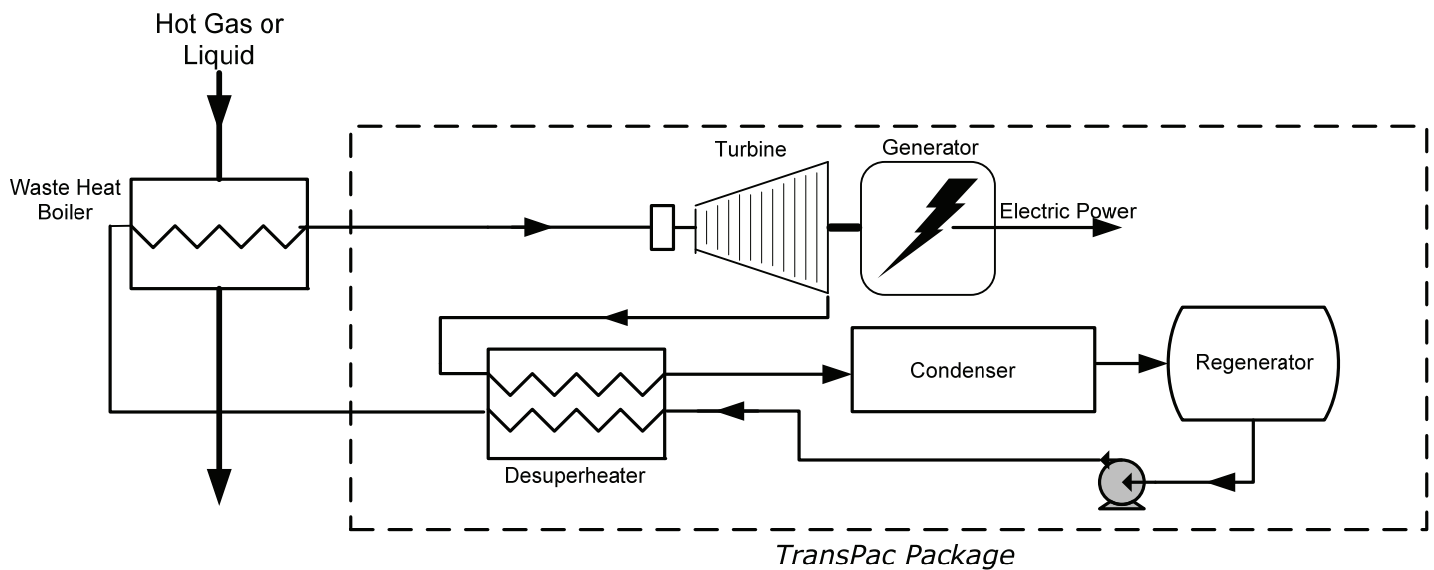 Hot Gas or
Liquid
Waste Heat
Boiler
Turbine
Generator
Electric Power
Condenser
Regenerator
Desuperheater
TransPac Package